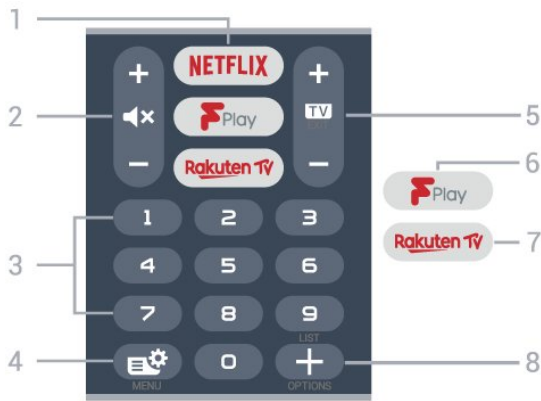 1
NETFLIX
+ +
2
TV
EXIT
5
F Play
6
F Play
- -
Rakuten TV
Rakuten TV
7
1 2 3
3
4 5 6
7 8 9
LIST
4
0
+
8
MENU
OPTIONS